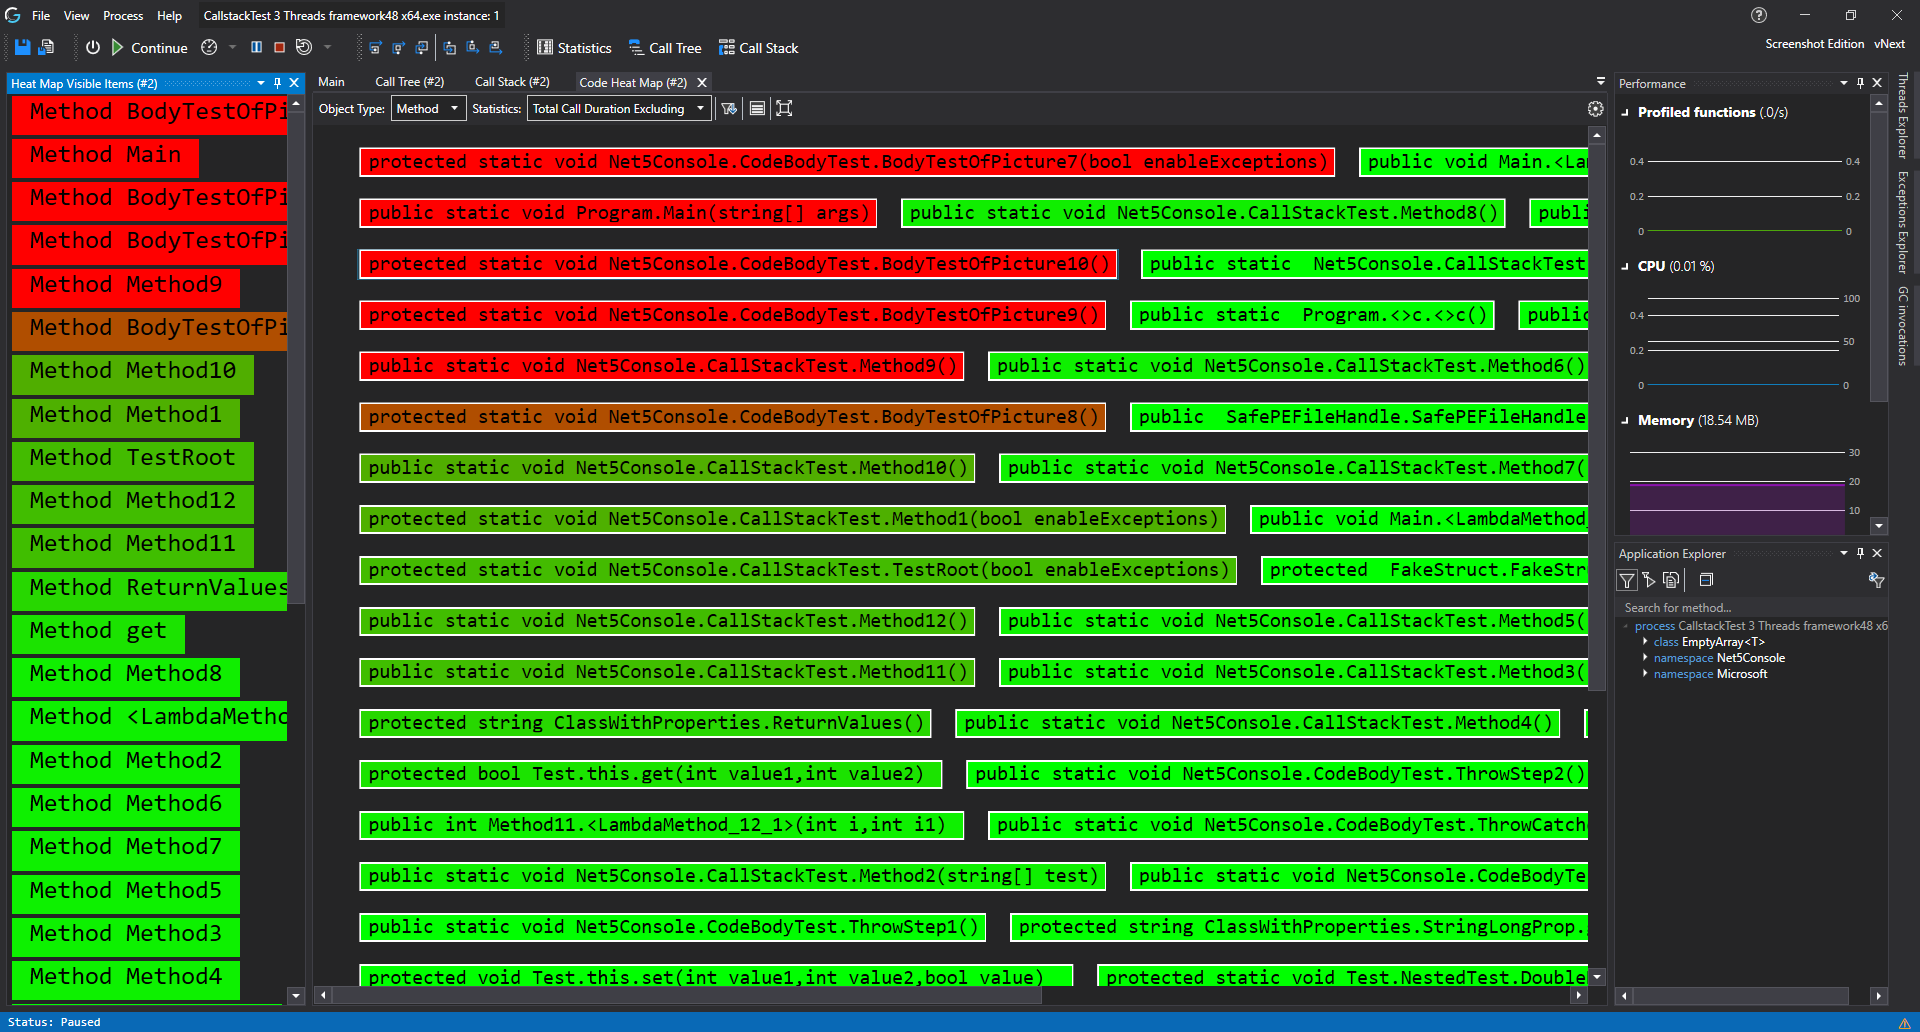 File View Process Help CallstackTest 3 Threads framework48 x64.exe instance: 1
Continue Statistics Call Tree Call Stack Screenshot Edition vNext
Heat Map Visible Items (#2)
Method BodyTestOfPi
Method Main
Method BodyTestOfPi
Method BodyTestOfPi
Method Method9
Method BodyTestOfPi
Method Method10
Method Method1
Method TestRoot
Method Method12
Method Method11
Method ReturnValues
Method get
Method Method8
Method <LambdaMetho
Method Method2
Method Method6
Method Method7
Method Method5
Method Method3
Method Method4
Main Call Tree (#2) Call Stack (#2) Code Heat Map (#2)
Object Type: Method Statistics: Total Call Duration Excluding
protected static void Net5Console.CodeBodyTest.BodyTestOfPicture7(bool enableExceptions) public void Main.<La
public static void Program.Main(string[] args) public static void Net5Console.CallStackTest.Method8() publi
protected static void Net5Console.CodeBodyTest.BodyTestOfPicture10() public static Net5Console.CallStackTest
protected static void Net5Console.CodeBodyTest.BodyTestOfPicture9() public static Program.<>c.<>c() public
public static void Net5Console.CallStackTest.Method9() public static void Net5Console.CallStackTest.Method6()
protected static void Net5Console.CodeBodyTest.BodyTestOfPicture8() public SafePEFileHandle.SafePEFileHandle
public static void Net5Console.CallStackTest.Method10() public static void Net5Console.CallStackTest.Method7(
protected static void Net5Console.CallStackTest.Method1(bool enableExceptions) public void Main.<LambdaMethod_
protected static void Net5Console.CallStackTest.TestRoot(bool enableExceptions) protected FakeStruct.FakeStr
public static void Net5Console.CallStackTest.Method12() public static void Net5Console.CallStackTest.Method5(
public static void Net5Console.CallStackTest.Method11() public static void Net5Console.CallStackTest.Method3(
protected string ClassWithProperties.ReturnValues() public static void Net5Console.CallStackTest.Method4()
protected bool Test.this.get(int value1,int value2) public static void Net5Console.CodeBodyTest.ThrowStep2()
public int Method11.<LambdaMethod_12_1>(int i,int i1) public static void Net5Console.CodeBodyTest.ThrowCatch
public static void Net5Console.CallStackTest.Method2(string[] test) public static void Net5Console.CodeBodyTe
public static void Net5Console.CodeBodyTest.ThrowStep1() protected string ClassWithProperties.StringLongProp.
protected void Test.this.set(int value1,int value2,bool value) protected static void Test.NestedTest.Double
Performance
Profiled functions (.0/s)
0.4 0.4
0.2 0.2
0 0
CPU (0.01 %)
100
0.4
50
0.2
0 0
Memory (18.54 MB)
30
20
10
Application Explorer
Search for method...
process CallstackTest 3 Threads framework48 x6
class EmptyArray<T>
namespace Net5Console
namespace Microsoft
Threads Explorer
Exceptions Explorer
GC invocations
Status: Paused